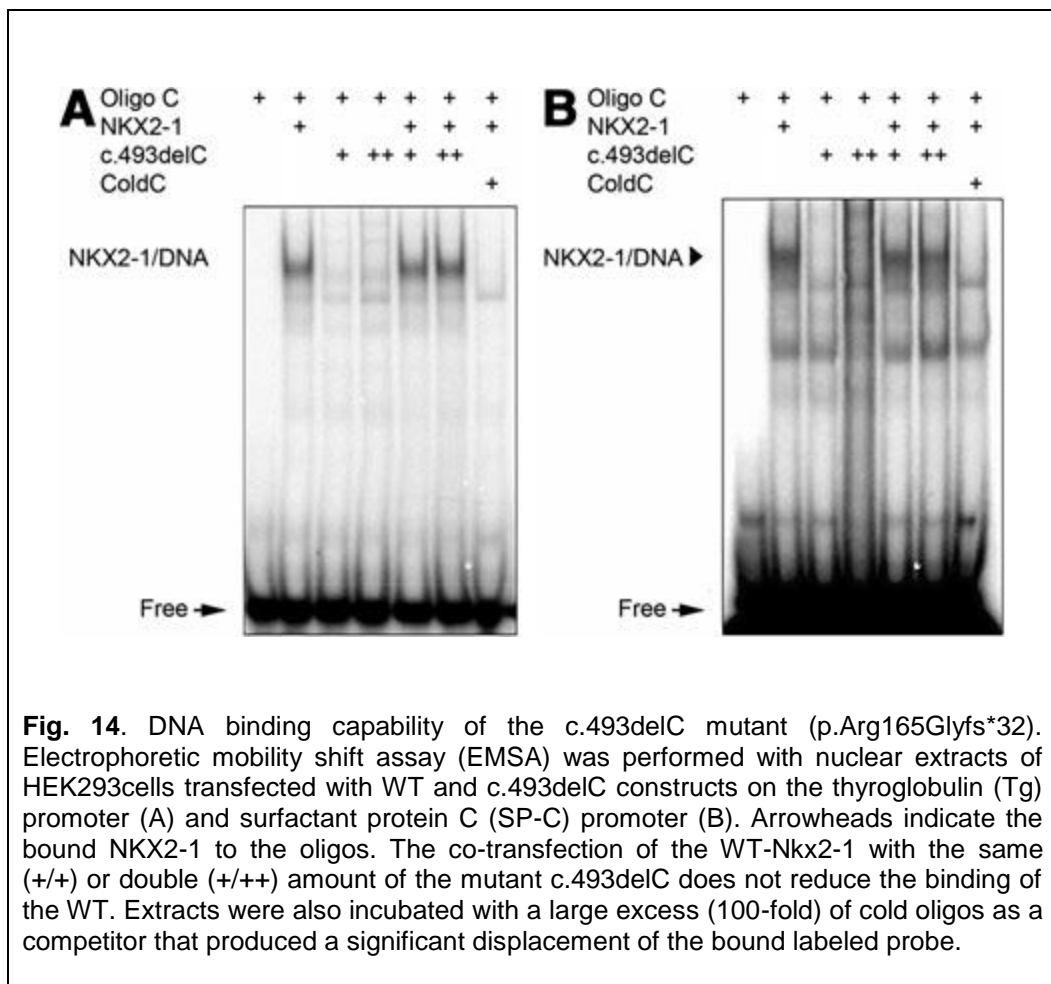 A Oligo C + + + + + + +
NKX2-1 + + + +
c.493delC + ++ + ++
ColdC +
NKX2-1/DNA
Free
B Oligo C + + + + + + +
NKX2-1 + + + +
c.493delC + ++ + ++
ColdC +
NKX2-1/DNA
Free
Fig. 14. DNA binding capability of the c.493delC mutant (p.Arg165Glyfs*32).
Electrophoretic mobility shift assay (EMSA) was performed with nuclear extracts of
HEK293cells transfected with WT and c.493delC constructs on the thyroglobulin (Tg)
promoter (A) and surfactant protein C (SP-C) promoter (B). Arrowheads indicate the
bound NKX2-1 to the oligos. The co-transfection of the WT-Nkx2-1 with the same
(+/+) or double (+/++) amount of the mutant c.493delC does not reduce the binding of
the WT. Extracts were also incubated with a large excess (100-fold) of cold oligos as a
competitor that produced a significant displacement of the bound labeled probe.